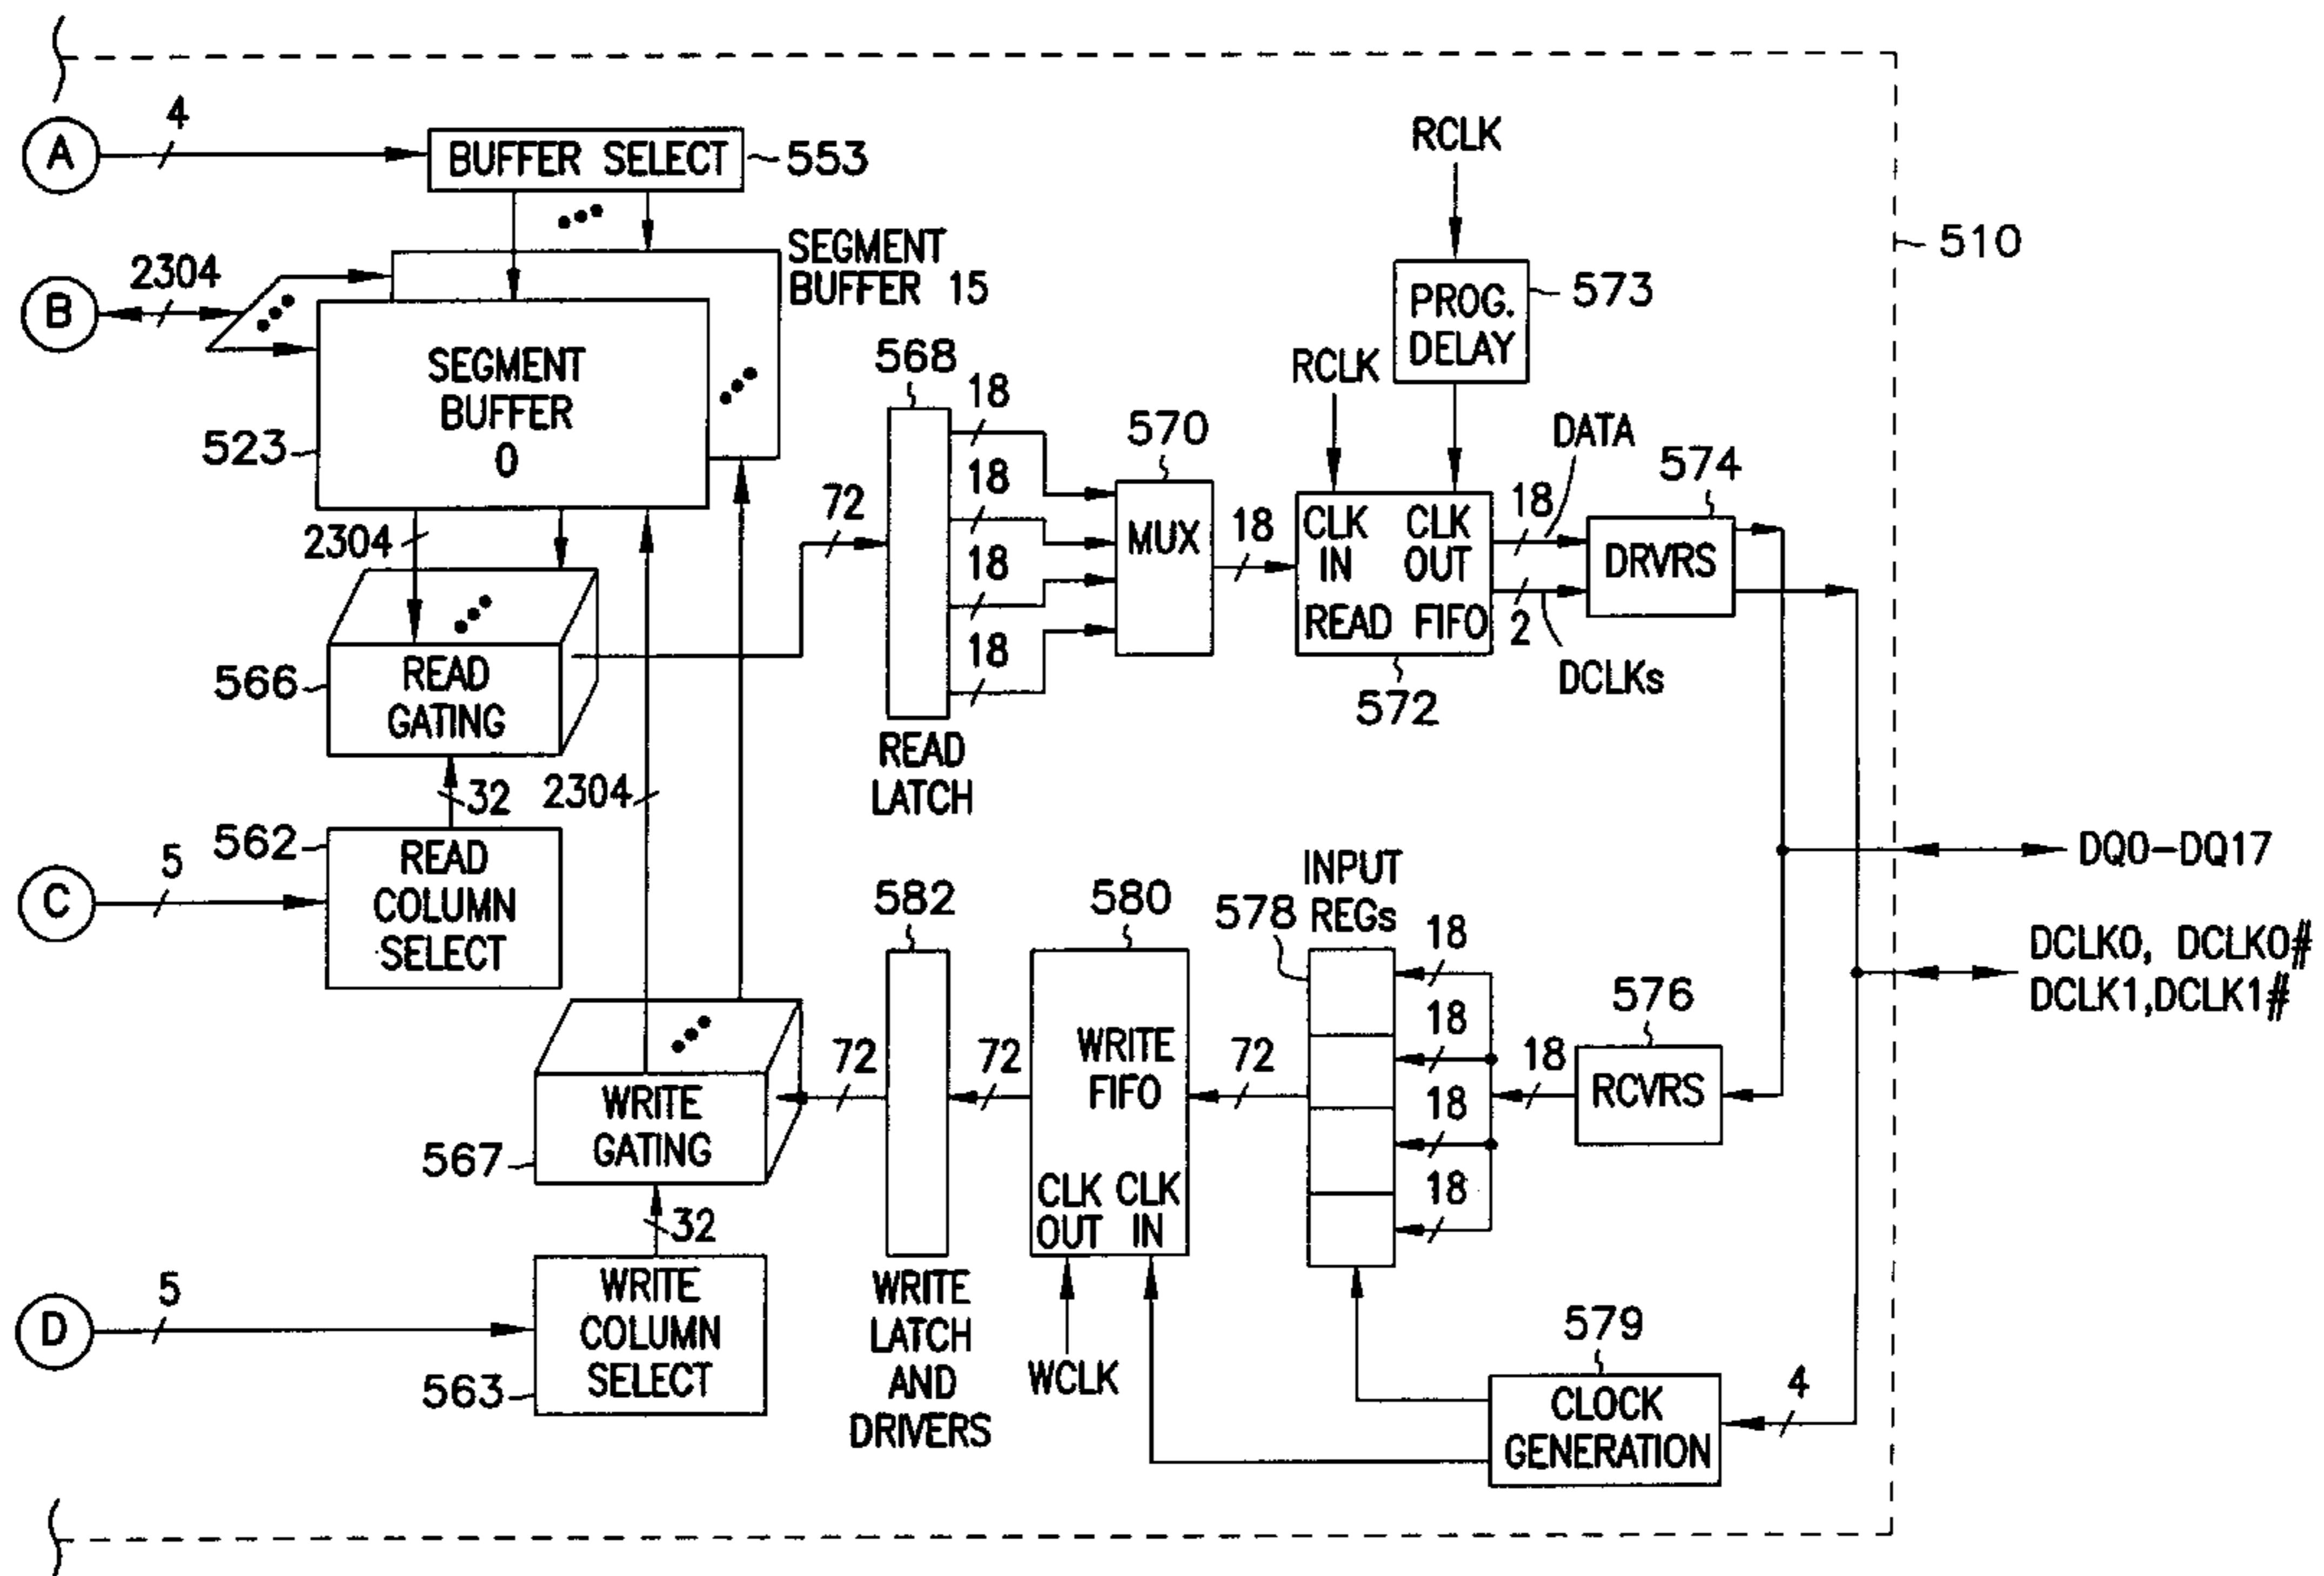 A
4
BUFFER SELECT
553
B
2304
SEGMENT
BUFFER 15
SEGMENT
BUFFER
0
523
2304
READ
GATING
566
32
READ
COLUMN
SELECT
562
C
5
2304
72
568
READ
LATCH
18
18
18
18
570
MUX
18
RCLK
RCLK
PROG.
DELAY
573
CLK
IN
CLK
OUT
READ FIFO
572
18
DATA
2
DCLKs
574
DRVRS
510
DQ0-DQ17
DCLK0, DCLK0#
DCLK1,DCLK1#
576
RCVRS
18
INPUT
REGs
578
18
18
18
18
72
580
WRITE
FIFO
CLK
OUT
CLK
IN
WCLK
72
582
WRITE
LATCH
AND
DRIVERS
72
WRITE
GATING
567
32
WRITE
COLUMN
SELECT
563
D
5
579
CLOCK
GENERATION
4